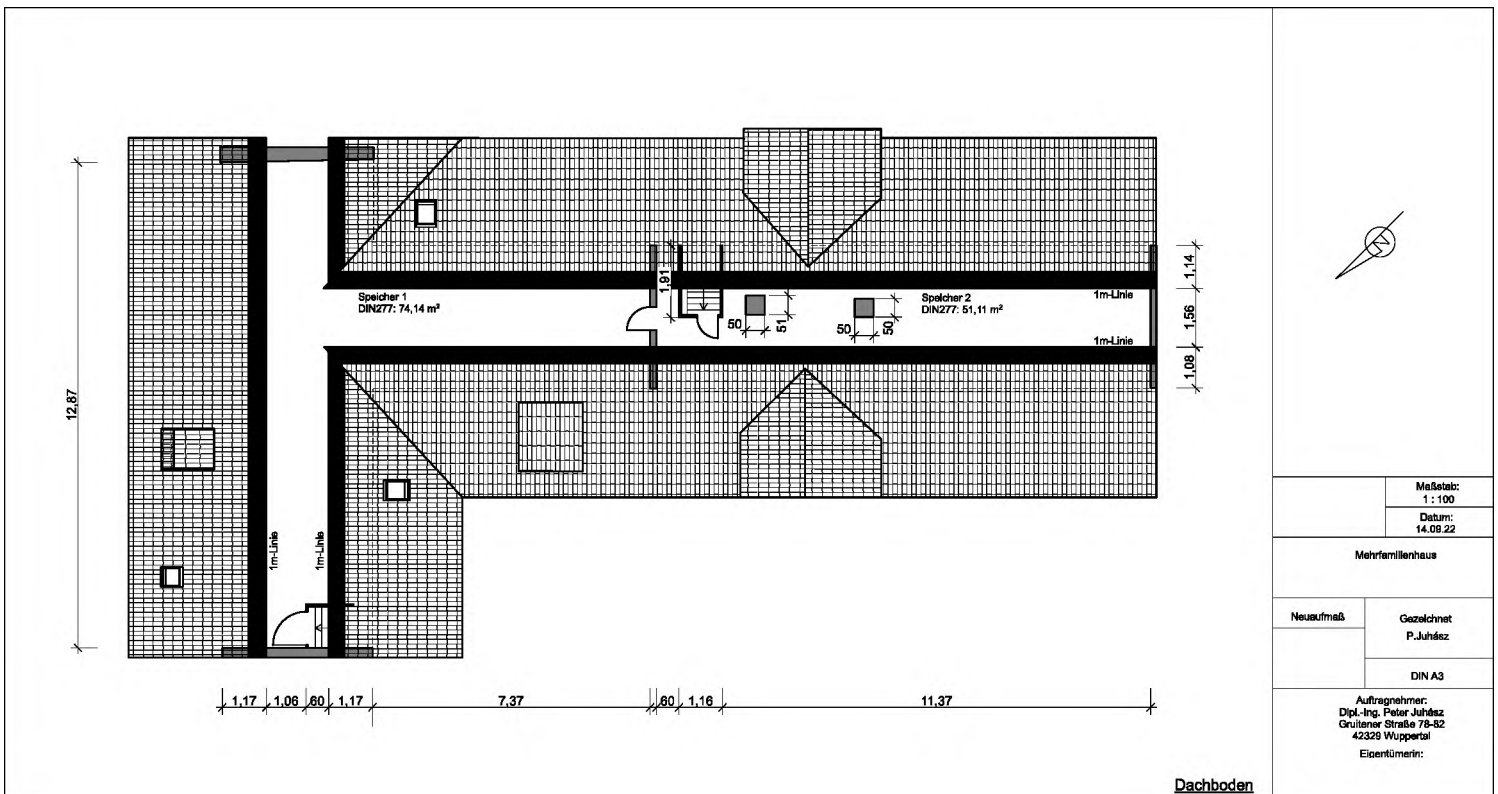 1,91
1,14
Speicher 1
DIN277: 74,14 m²
Speicher 2
DIN277: 51,11 m²
1m-Linie
50
51
50
50
1,56
1m-Linie
1,08
12,87
1m-Linie
1m-Linie
1,17
1,06
60
1,17
7,37
60
1,16
11,37
Dachboden
N
Maßstab:
1 : 100
Datum:
14.09.22
Mehrfamilienhaus
Neuaufmaß
Gezeichnet
P.Juhász
DIN A3
Auftragnehmer:
Dipl.-Ing. Peter Juhász
Gruitener Straße 78-82
42329 Wuppertal
Eigentümerin: